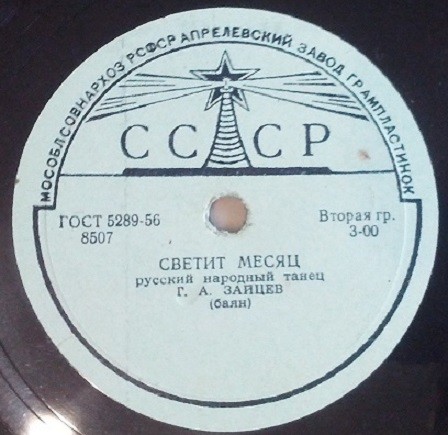 МОСОБЛСОВНАРХОЗ РСФСР АПРЕЛЕВСКИЙ ЗАВОД ГРАМПЛАСТИНОК
СССР
ГОСТ 5289-56
8507
Вторая гр.
3-00
СВЕТИТ МЕСЯЦ
русский народный танец
Г. А. ЗАЙЦЕВ
(баян)